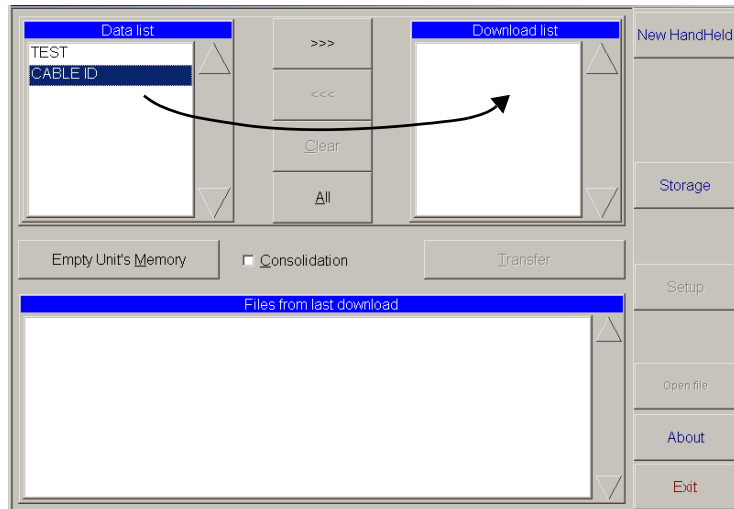 Data list
TEST
CABLE ID
>>>
<<<
Clear
All
Download list
New HandHeld
Storage
Empty Unit's Memory
Consolidation
Transfer
Setup
Files from last download
Open file
About
Exit